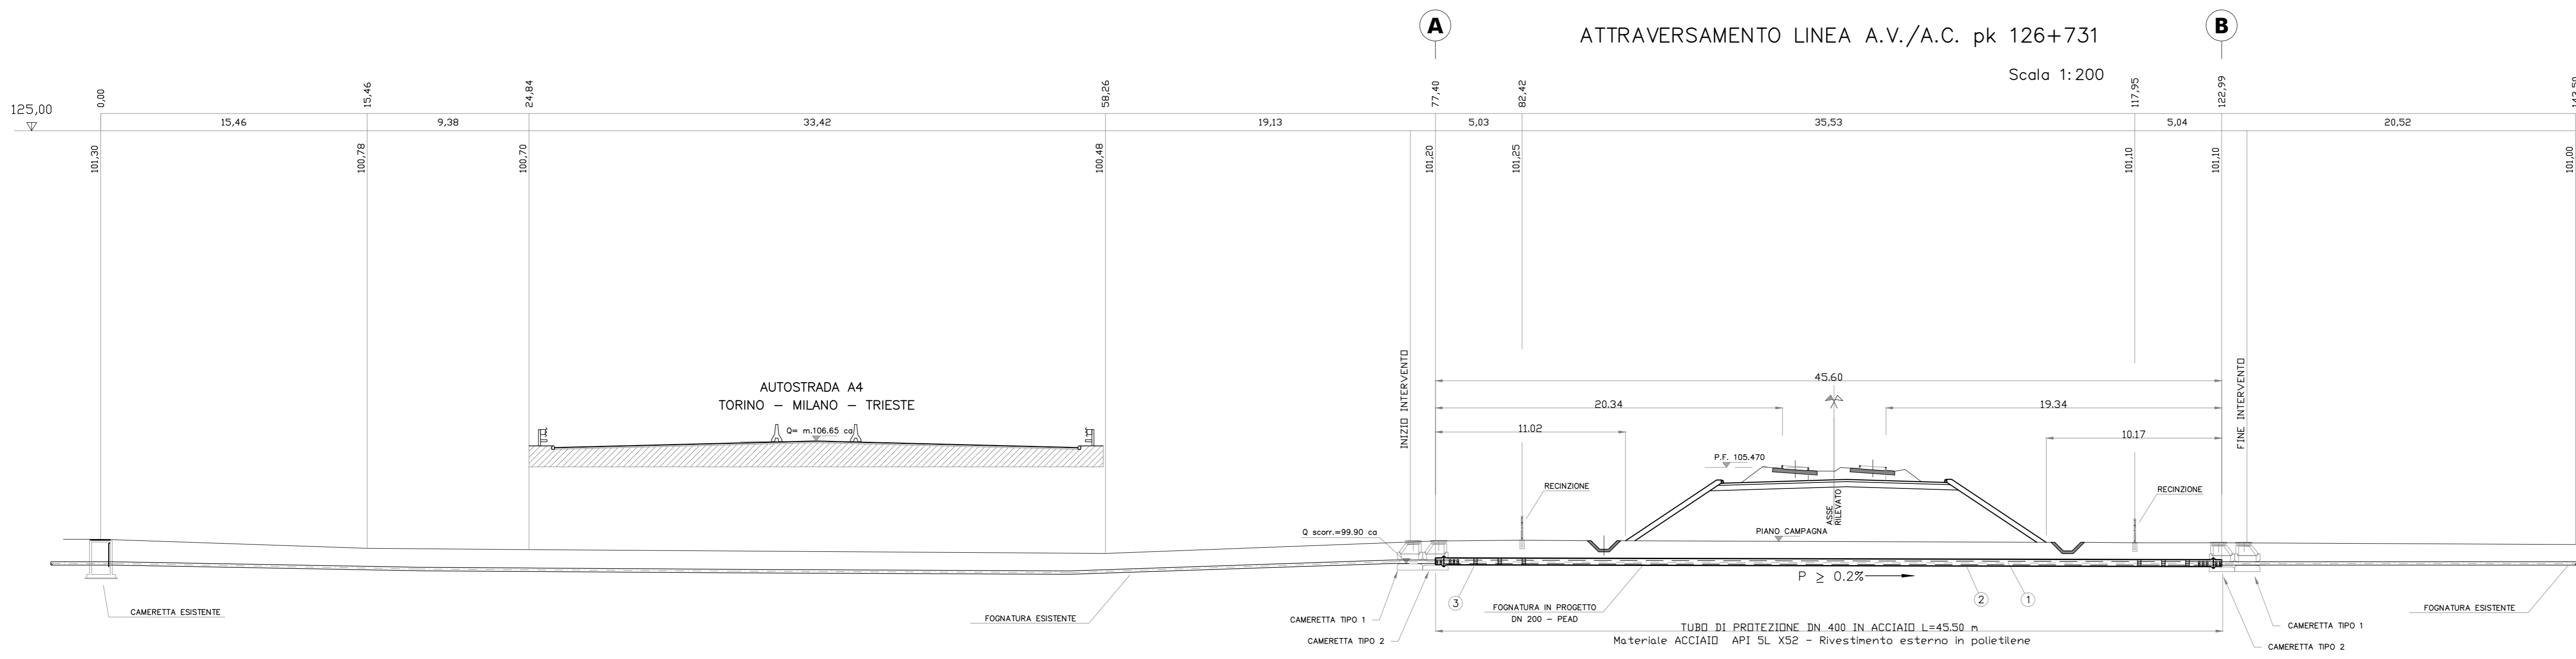 A
B
ATTRAVERSAMENTO LINEA A.V./A.C. pk 126+731
Scala 1:200
125,00
0,00
15,46
24,84
58,26
77,40
82,42
117,95
122,99
15,46
9,38
33,42
19,13
5,03
35,53
5,04
20,52
101,30
100,78
100,70
100,48
101,20
101,25
101,10
101,10
101,00
INIZIO INTERVENTO
FINE INTERVENTO
45.60
20.34
19.34
11.02
10.17
AUTOSTRADA A4
TORINO – MILANO – TRIESTE
Q= m.106.65 ca
P.F. 105.470
RECINZIONE
RECINZIONE
ASSE
RILEVATO
PIANO CAMPAGNA
Q scorr.=99.90 ca
P ≥ 0.2%
3
2
1
CAMERETTA ESISTENTE
FOGNATURA ESISTENTE
CAMERETTA TIPO 1
CAMERETTA TIPO 2
FOGNATURA IN PROGETTO
DN 200 – PEAD
TUBO DI PROTEZIONE DN 400 IN ACCIAIO L=45.50 m
Materiale ACCIAIO API 5L X52 – Rivestimento esterno in polietilene
FOGNATURA ESISTENTE
CAMERETTA TIPO 1
CAMERETTA TIPO 2